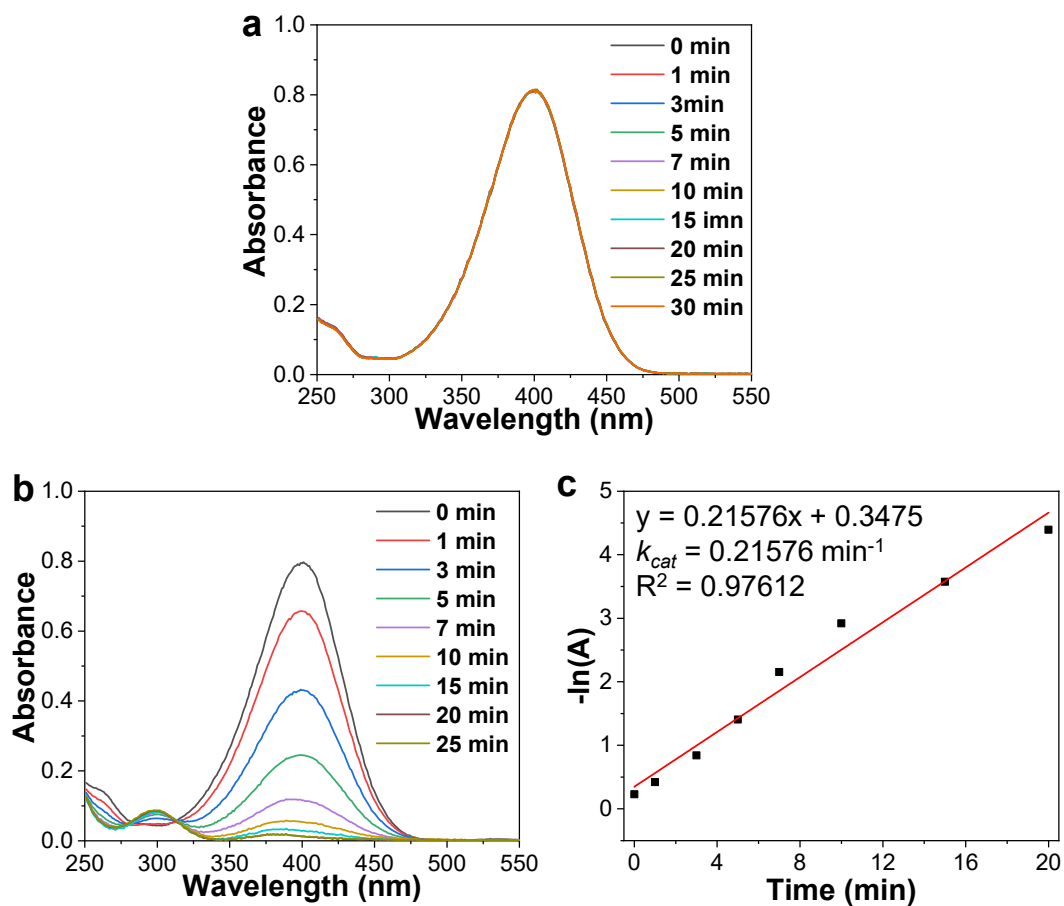 a
1.0
0.8
0.6
0.4
0.2
0.0
Absorbance
0 min
1 min
3min
5 min
7 min
10 min
15 imn
20 min
25 min
30 min
250 300 350 400 450 500 550
Wavelength (nm)
b
1.0
0.8
0.6
0.4
0.2
0.0
Absorbance
0 min
1 min
3 min
5 min
7 min
10 min
15 min
20 min
25 min
250 300 350 400 450 500 550
Wavelength (nm)
c
5
4
3
2
1
0
-ln(A)
y = 0.21576x + 0.3475
k_cat = 0.21576 min⁻¹
R² = 0.97612
0 4 8 12 16 20
Time (min)